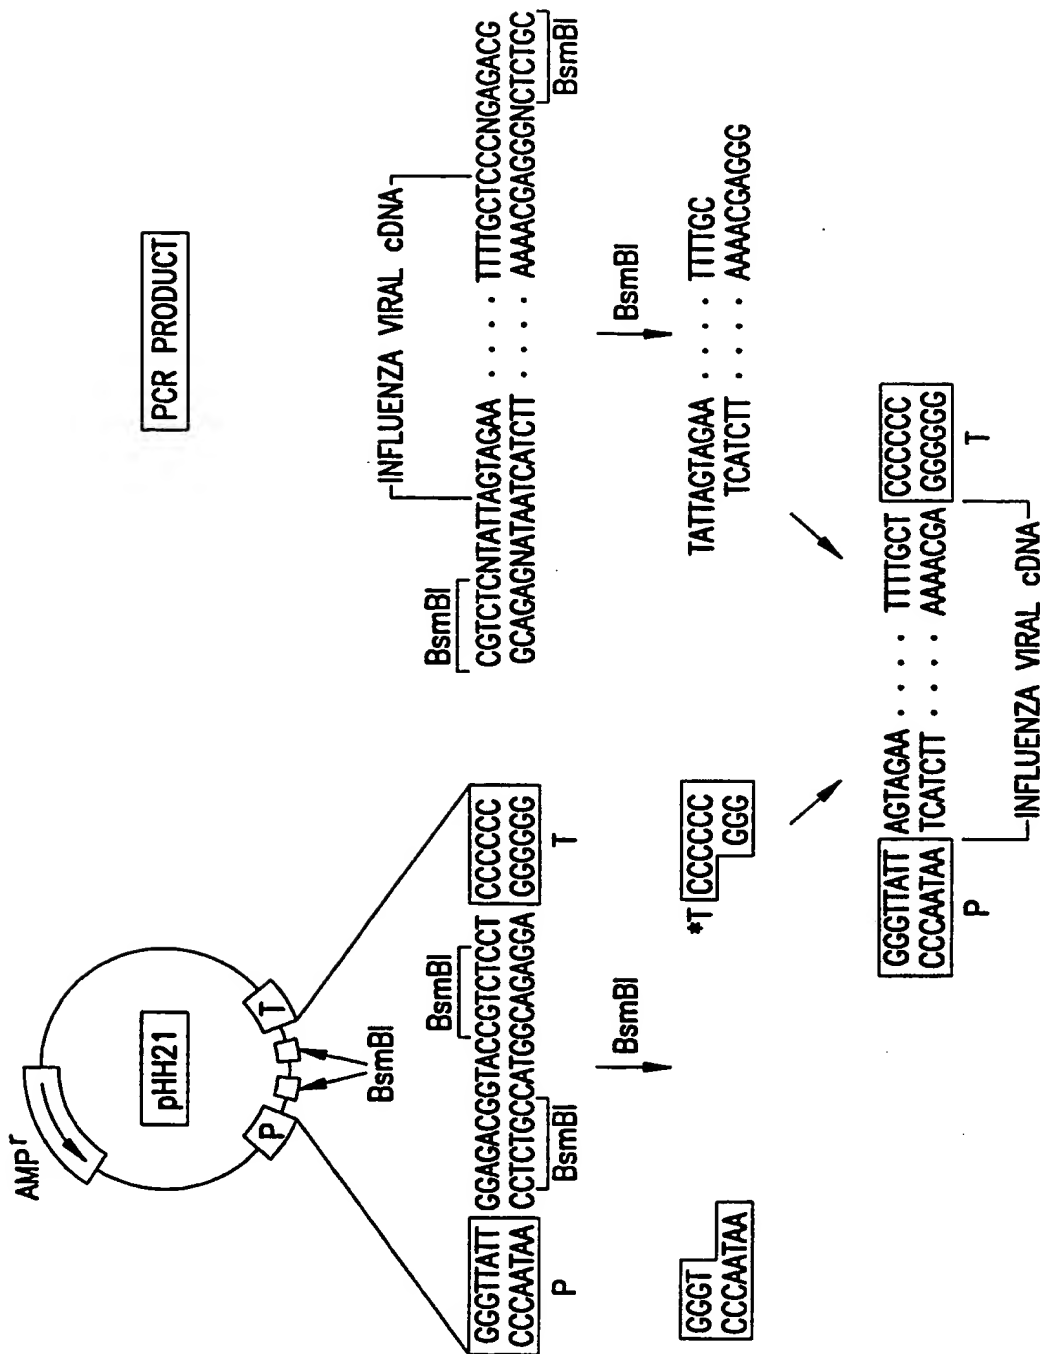 AMPr
pHH21
P
T
BsmBI
PCR PRODUCT
INFLUENZA VIRAL cDNA
BsmBI
CGTCTCNTATTAGTAGAA ..... TTTTGCTCCCNGAGACG
GCAGAGNATAATCATCTT ..... AAAACGAGGGNCTCTGC
BsmBI
BsmBI
GGGTTATT GGAGACGGTACCGTCTCCT CCCCCC
CCCAATAA CCTCTGCCATGGCAGAGGA GGGGGG
P
BsmBI
T
BsmBI
BsmBI
GGGT
CCCAATAA
*T CCCCCC
GGG
TATTAGTAGAA ..... TTTTGC
TCATCTT ..... AAAACGAGGG
GGGTTATT AGTAGAA ..... TTTTGCT CCCCCC
CCCAATAA TCATCTT ..... AAAACGA GGGGGG
P
T
INFLUENZA VIRAL cDNA